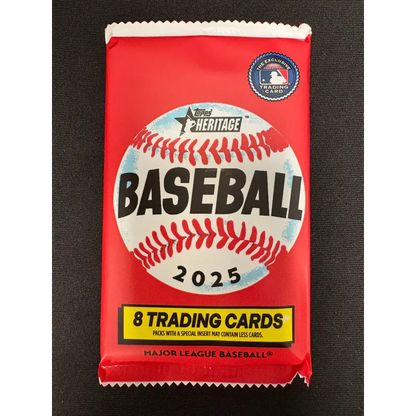 THE EXCLUSIVE
TRADING CARD
Topps
HERITAGE™
BASEBALL
2025
8 TRADING CARDS
PACKS WITH A SPECIAL INSERT MAY CONTAIN LESS CARDS.
MAJOR LEAGUE BASEBALL®